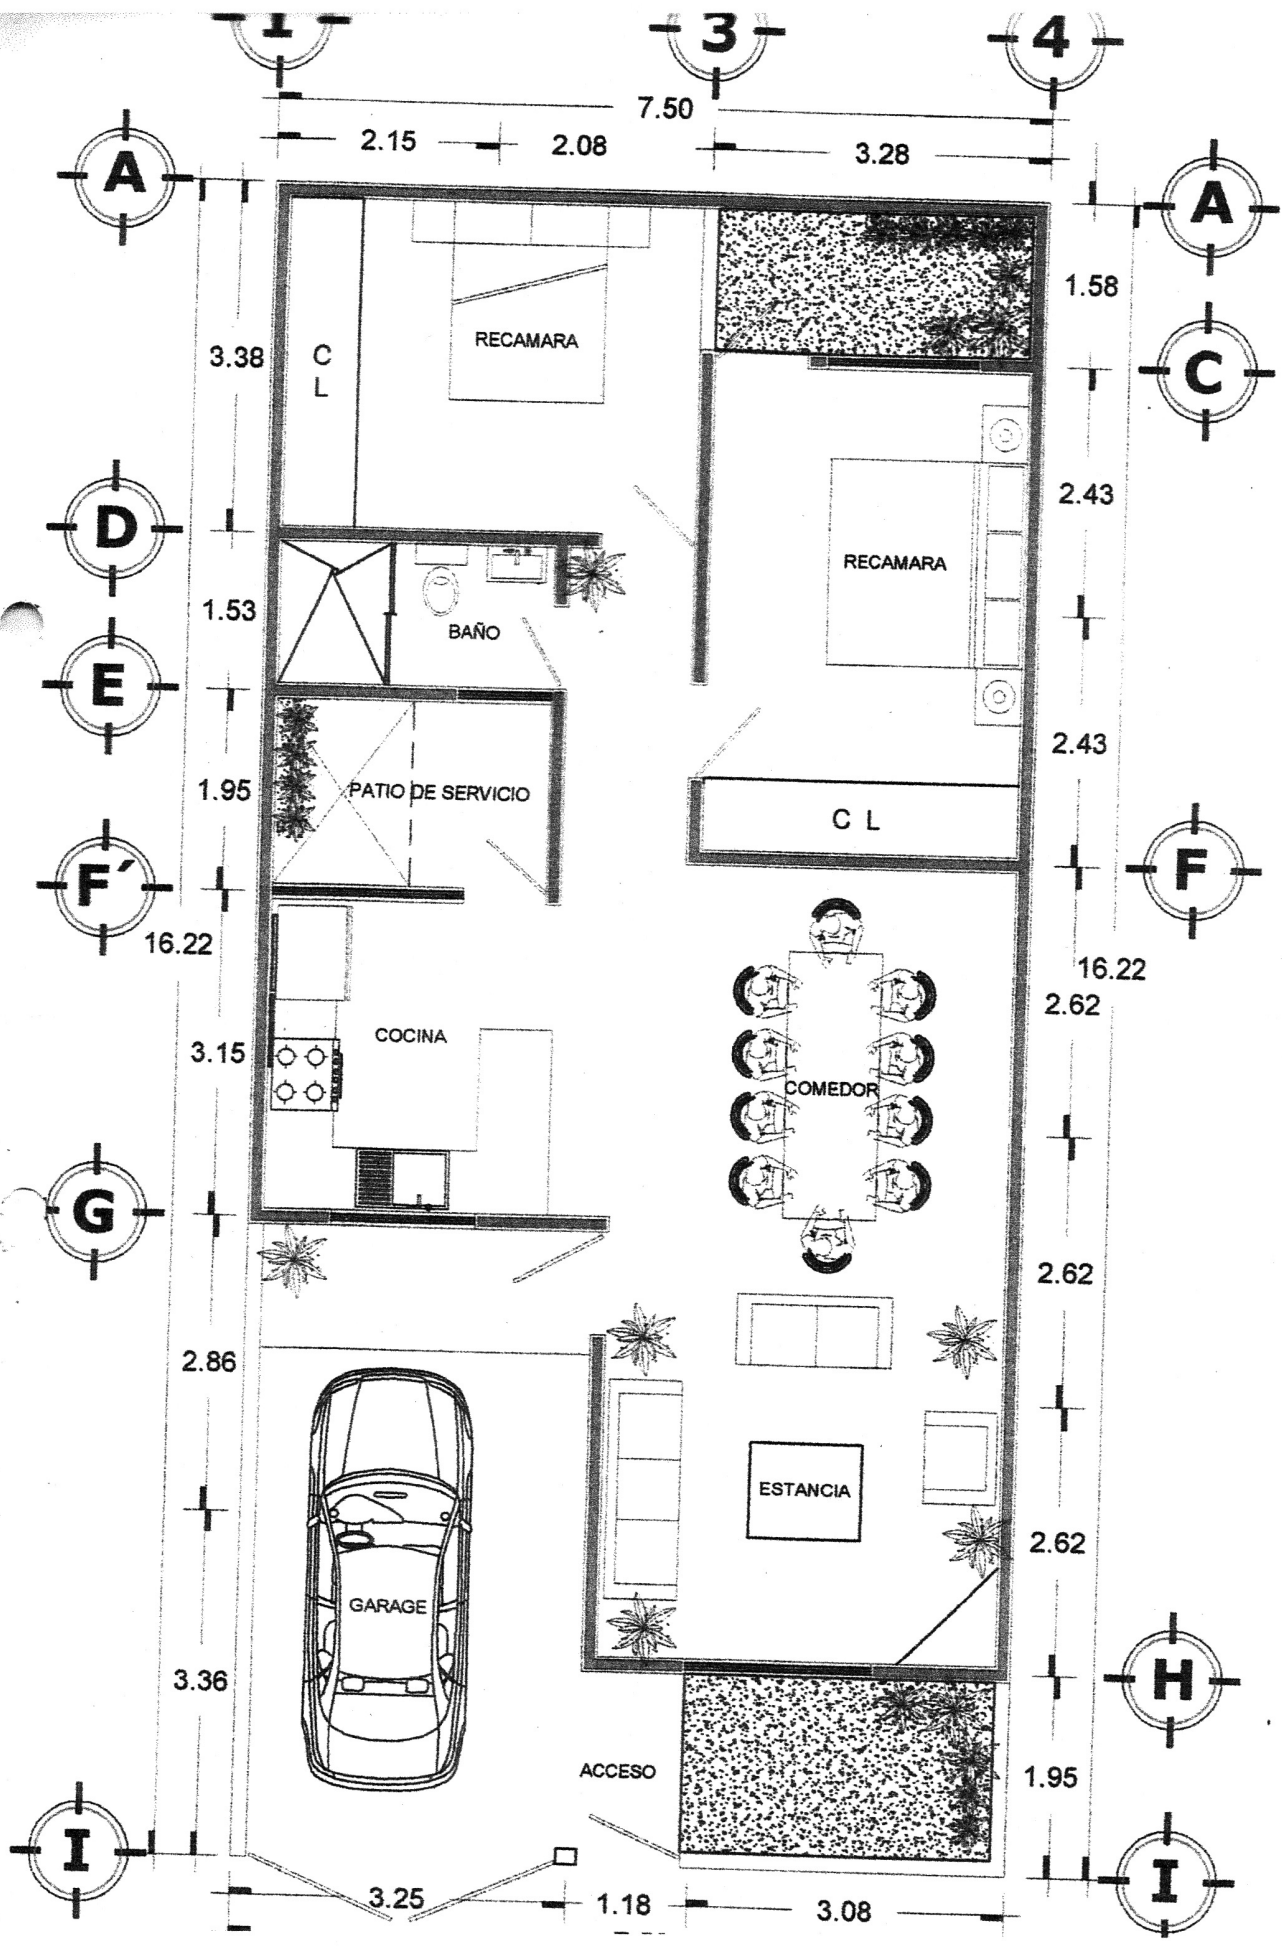 1
3
4
7.50
2.15
2.08
3.28
A
A
1.58
C
3.38
C
L
RECAMARA
2.43
D
RECAMARA
1.53
BAÑO
E
2.43
1.95
PATIO DE SERVICIO
C L
F´
F
16.22
16.22
2.62
COCINA
3.15
COMEDOR
G
2.62
2.86
ESTANCIA
2.62
GARAGE
3.36
H
ACCESO
1.95
I
I
3.25
1.18
3.08